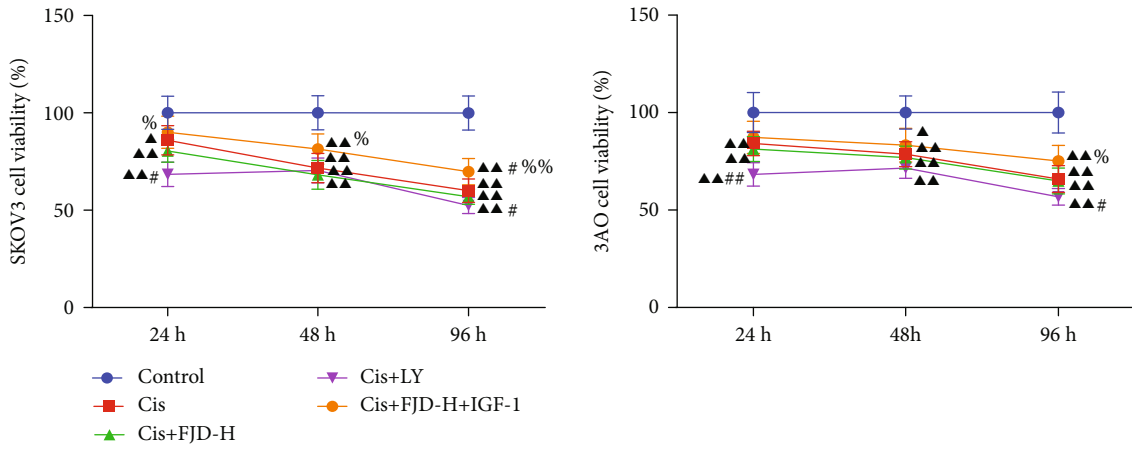 SKOV3 cell viability (%)
150
100
50
0
24 h
48 h
96 h
%
▲
▲▲
▲▲ #
▲▲ %
▲▲
▲▲
▲▲
▲▲ # %%
▲▲
▲▲
▲▲ #
3AO cell viability (%)
150
100
50
0
24 h
48 h
96 h
▲▲
▲▲
▲▲ ##
▲
▲▲
▲▲
▲▲
▲▲ %
▲▲
▲▲
▲▲ #
Control
Cis
Cis+FJD-H
Cis+LY
Cis+FJD-H+IGF-1